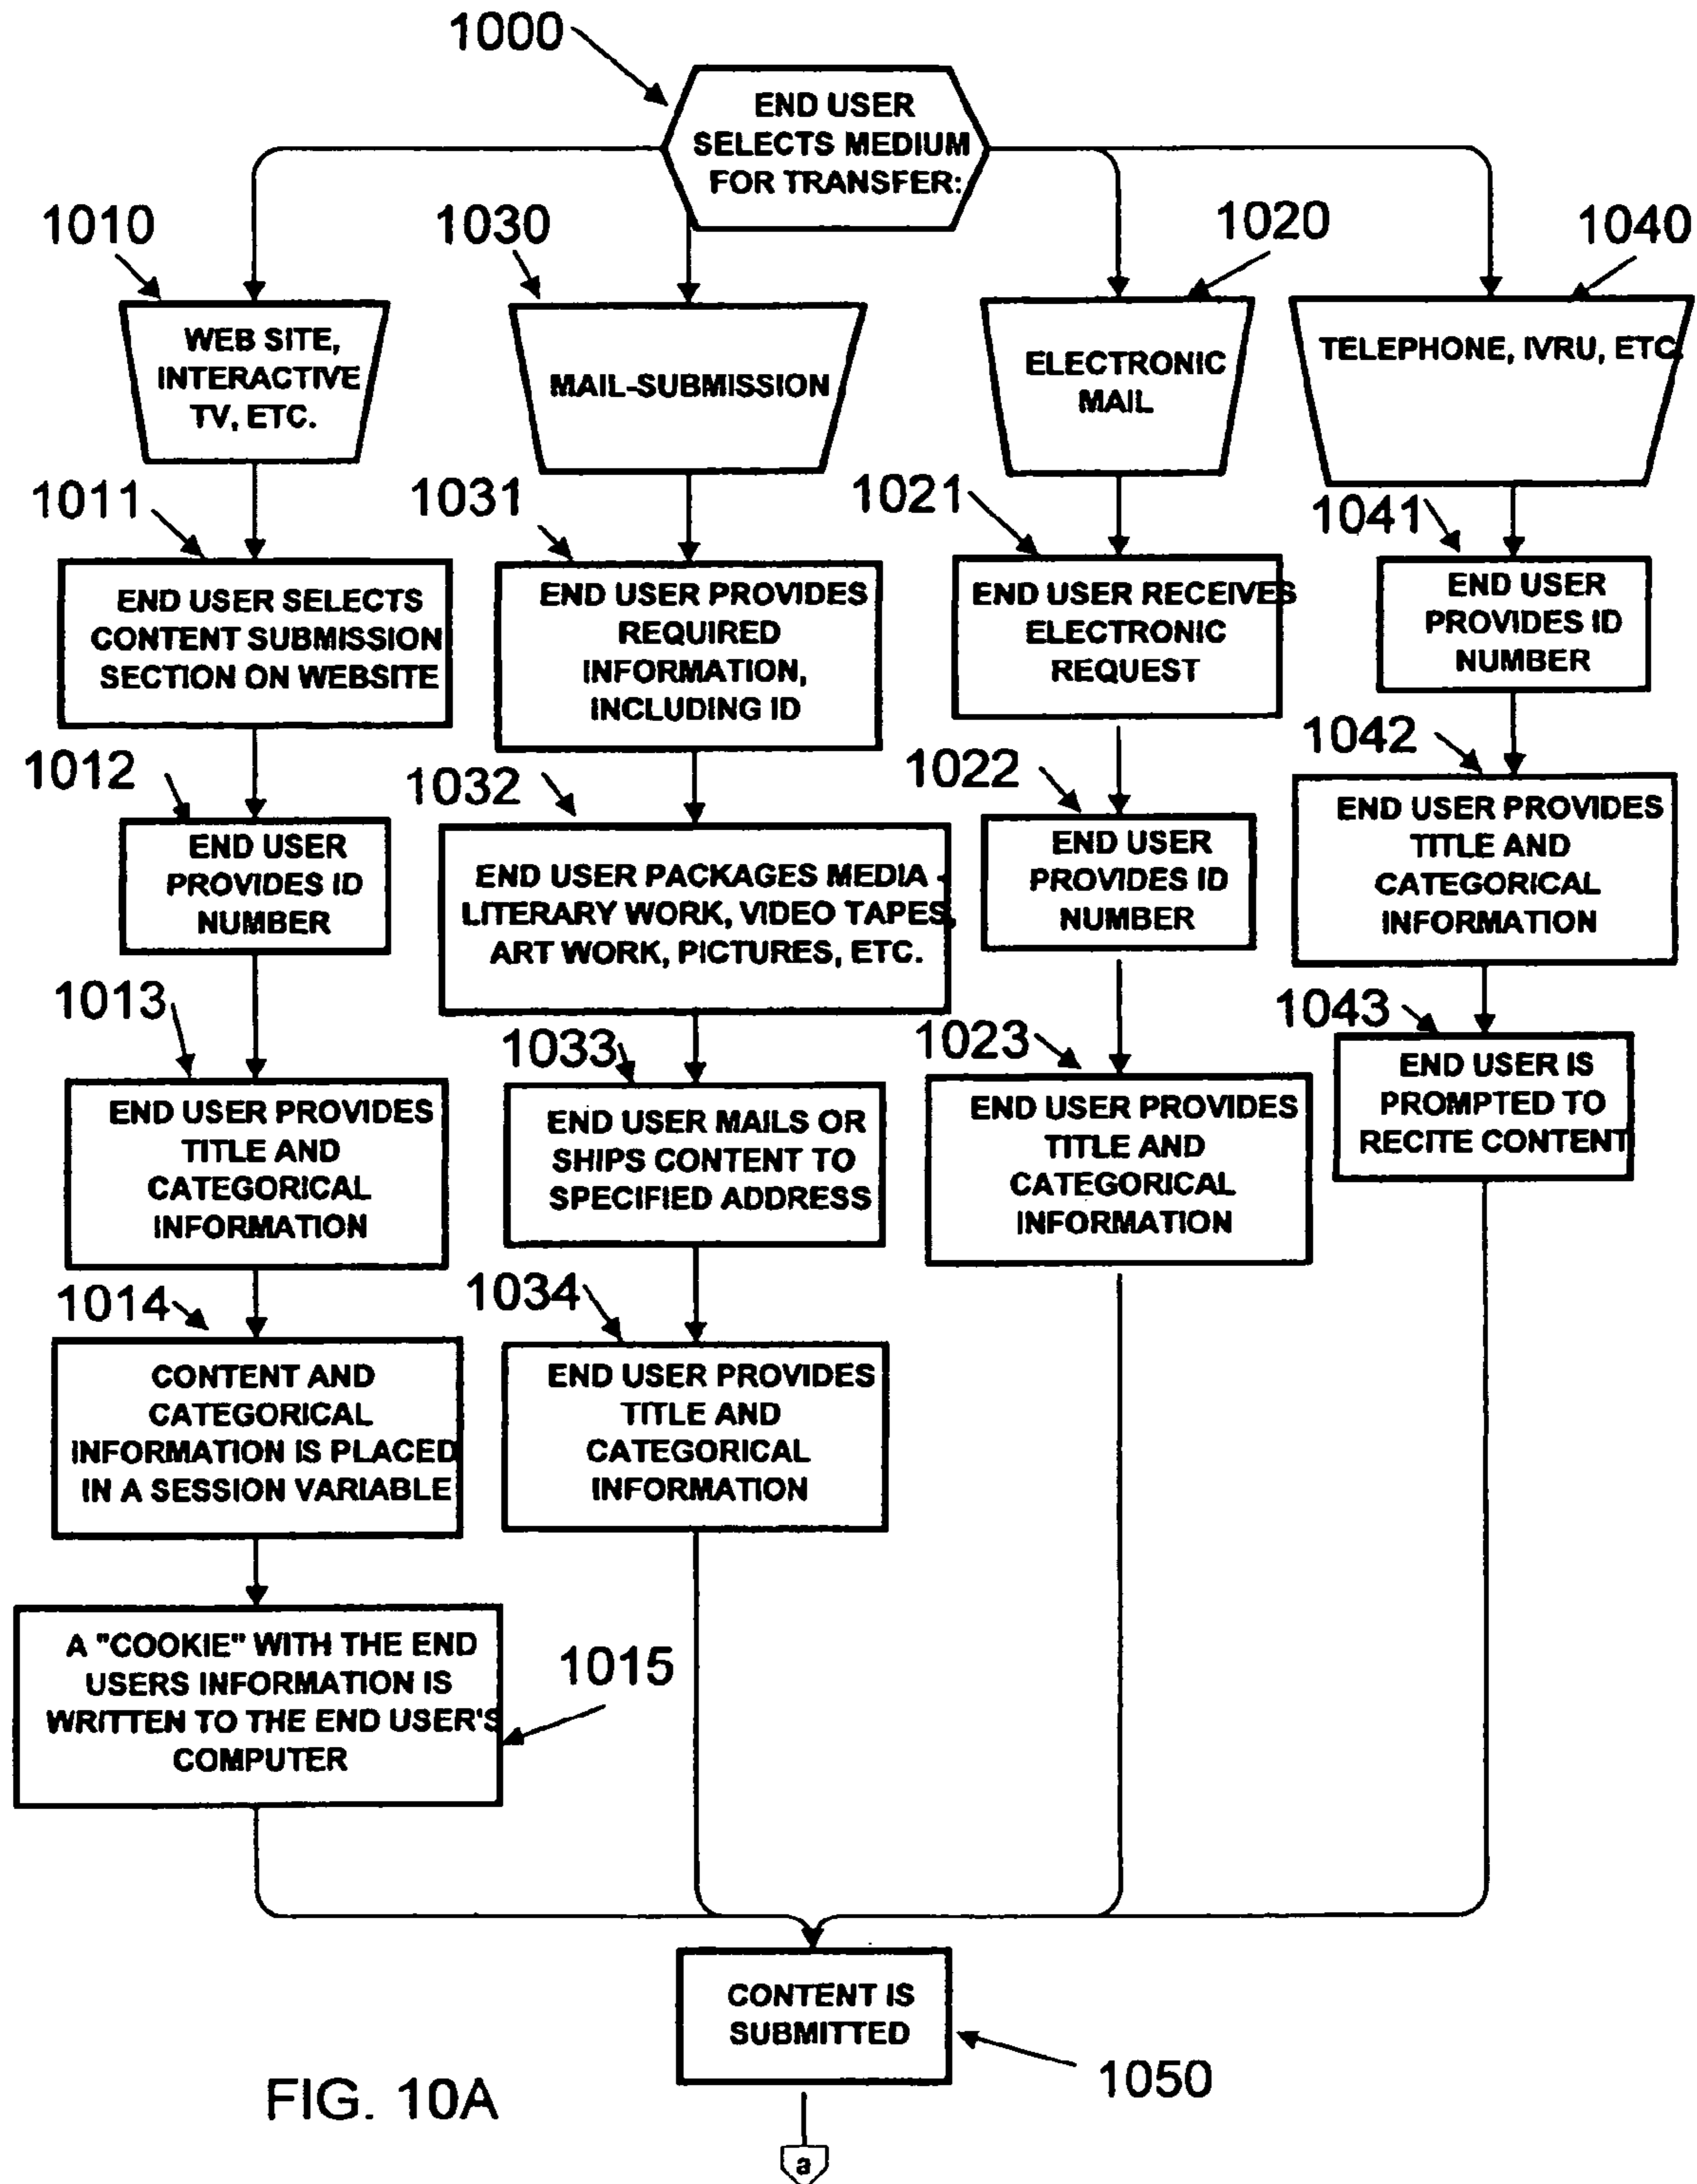 1000
END USER
SELECTS MEDIUM
FOR TRANSFER:
1010
WEB SITE,
INTERACTIVE
TV, ETC.
1011
END USER SELECTS
CONTENT SUBMISSION
SECTION ON WEBSITE
1012
END USER
PROVIDES ID
NUMBER
1013
END USER PROVIDES
TITLE AND
CATEGORICAL
INFORMATION
1014
CONTENT AND
CATEGORICAL
INFORMATION IS PLACED
IN A SESSION VARIABLE
A "COOKIE" WITH THE END
USERS INFORMATION IS
WRITTEN TO THE END USER'S
COMPUTER
1015
1030
MAIL-SUBMISSION
1031
END USER PROVIDES
REQUIRED
INFORMATION,
INCLUDING ID
1032
END USER PACKAGES MEDIA -
LITERARY WORK, VIDEO TAPES,
ART WORK, PICTURES, ETC.
1033
END USER MAILS OR
SHIPS CONTENT TO
SPECIFIED ADDRESS
1034
END USER PROVIDES
TITLE AND
CATEGORICAL
INFORMATION
1020
ELECTRONIC
MAIL
1021
END USER RECEIVES
ELECTRONIC
REQUEST
1022
END USER
PROVIDES ID
NUMBER
1023
END USER PROVIDES
TITLE AND
CATEGORICAL
INFORMATION
1040
TELEPHONE, IVRU, ETC.
1041
END USER
PROVIDES ID
NUMBER
1042
END USER PROVIDES
TITLE AND
CATEGORICAL
INFORMATION
1043
END USER IS
PROMPTED TO
RECITE CONTENT
CONTENT IS
SUBMITTED
1050
FIG. 10A
a